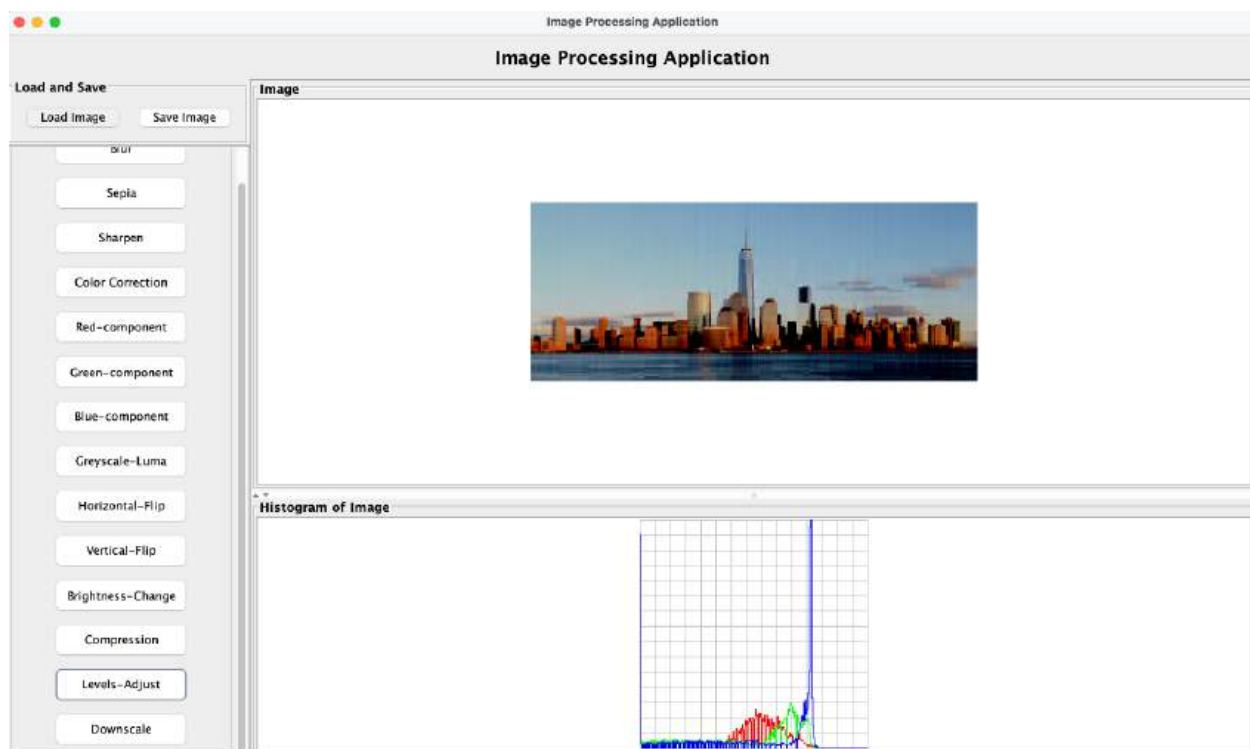 Image Processing Application
Image Processing Application
Load and Save
Load Image
Save Image
Image
Blur
Sepia
Sharpen
Color Correction
Red-component
Green-component
Blue-component
Greyscale-Luma
Horizontal-Flip
Vertical-Flip
Brightness-Change
Compression
Levels-Adjust
Downscale
Histogram of Image